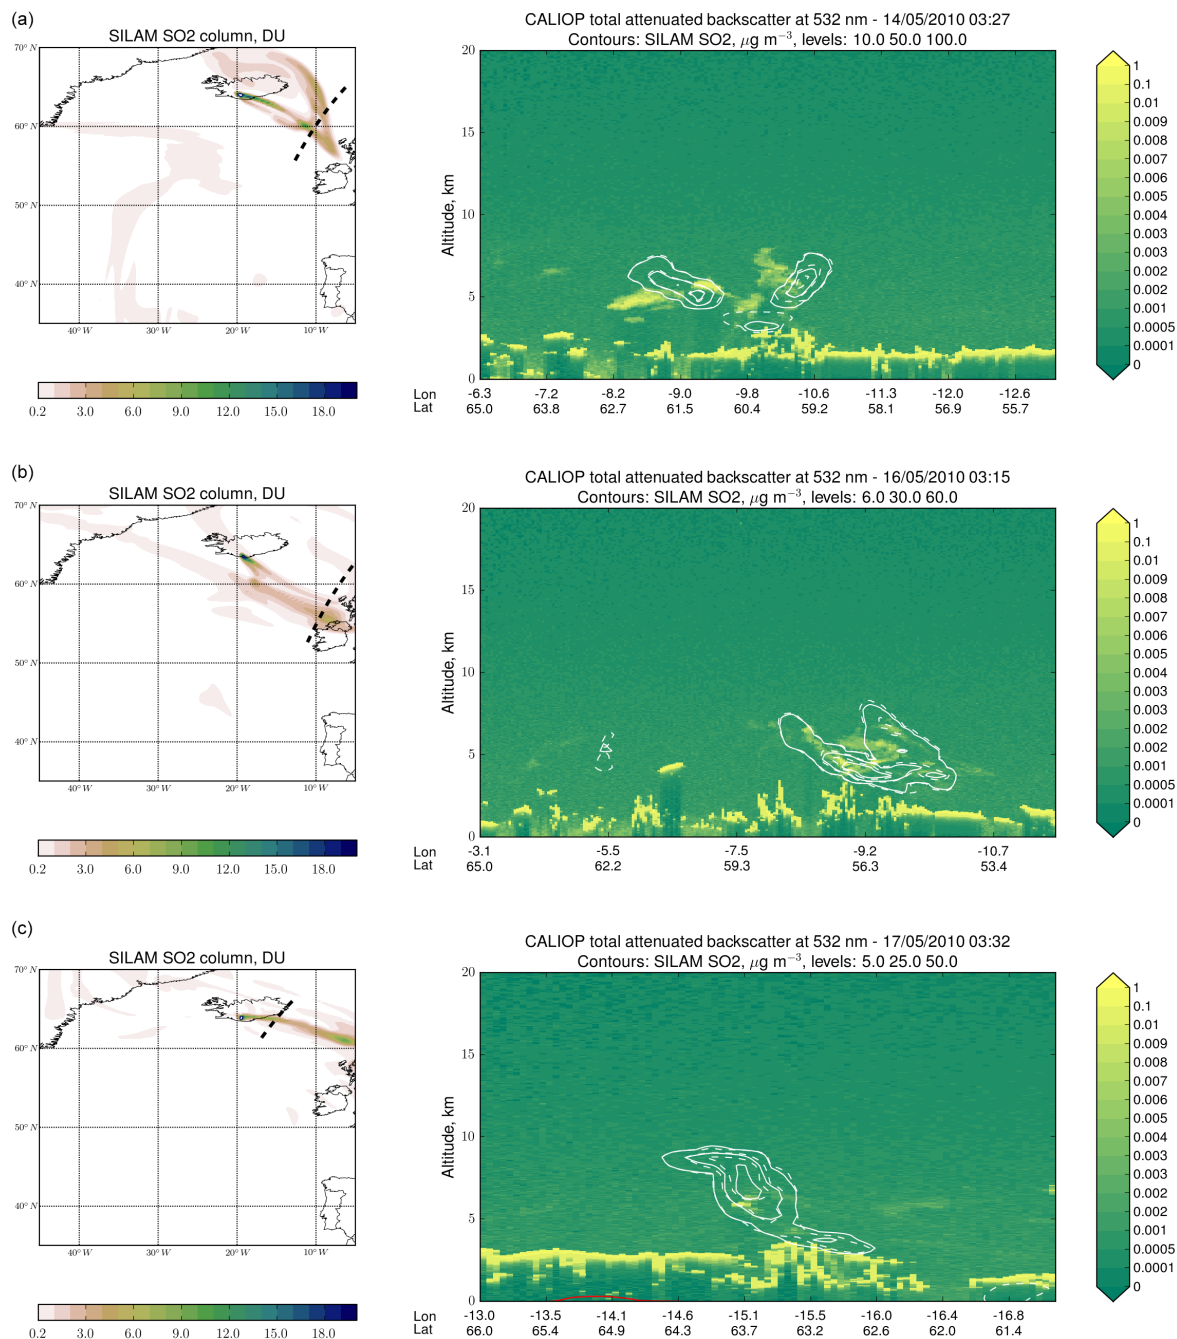 (a)
SILAM SO2 column, DU
70° N
60° N
50° N
40° N
40° W 30° W 20° W 10° W
0.2 3.0 6.0 9.0 12.0 15.0 18.0
CALIOP total attenuated backscatter at 532 nm - 14/05/2010 03:27
Contours: SILAM SO2, μg m⁻³, levels: 10.0 50.0 100.0
Altitude, km
20
15
10
5
0
Lon -6.3 -7.2 -8.2 -9.0 -9.8 -10.6 -11.3 -12.0 -12.6
Lat 65.0 63.8 62.7 61.5 60.4 59.2 58.1 56.9 55.7
1
0.1
0.01
0.009
0.007
0.006
0.005
0.004
0.003
0.003
0.002
0.001
0.0005
0.0001
0
(b)
SILAM SO2 column, DU
70° N
60° N
50° N
40° N
40° W 30° W 20° W 10° W
0.2 3.0 6.0 9.0 12.0 15.0 18.0
CALIOP total attenuated backscatter at 532 nm - 16/05/2010 03:15
Contours: SILAM SO2, μg m⁻³, levels: 6.0 30.0 60.0
Altitude, km
20
15
10
5
0
Lon -3.1 -5.5 -7.5 -9.2 -10.7
Lat 65.0 62.2 59.3 56.3 53.4
1
0.1
0.01
0.009
0.007
0.006
0.005
0.004
0.003
0.003
0.002
0.001
0.0005
0.0001
0
(c)
SILAM SO2 column, DU
70° N
60° N
50° N
40° N
40° W 30° W 20° W 10° W
0.2 3.0 6.0 9.0 12.0 15.0 18.0
CALIOP total attenuated backscatter at 532 nm - 17/05/2010 03:32
Contours: SILAM SO2, μg m⁻³, levels: 5.0 25.0 50.0
Altitude, km
20
15
10
5
0
Lon -13.0 -13.5 -14.1 -14.6 -15.1 -15.5 -16.0 -16.4 -16.8
Lat 66.0 65.4 64.9 64.3 63.7 63.2 62.6 62.0 61.4
1
0.1
0.01
0.009
0.007
0.006
0.005
0.004
0.003
0.003
0.002
0.001
0.0005
0.0001
0